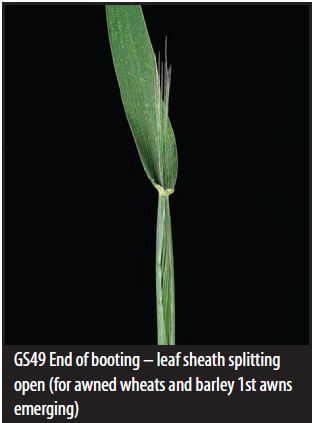 GS49 End of booting – leaf sheath splitting
open (for awned wheats and barley 1st awns
emerging)